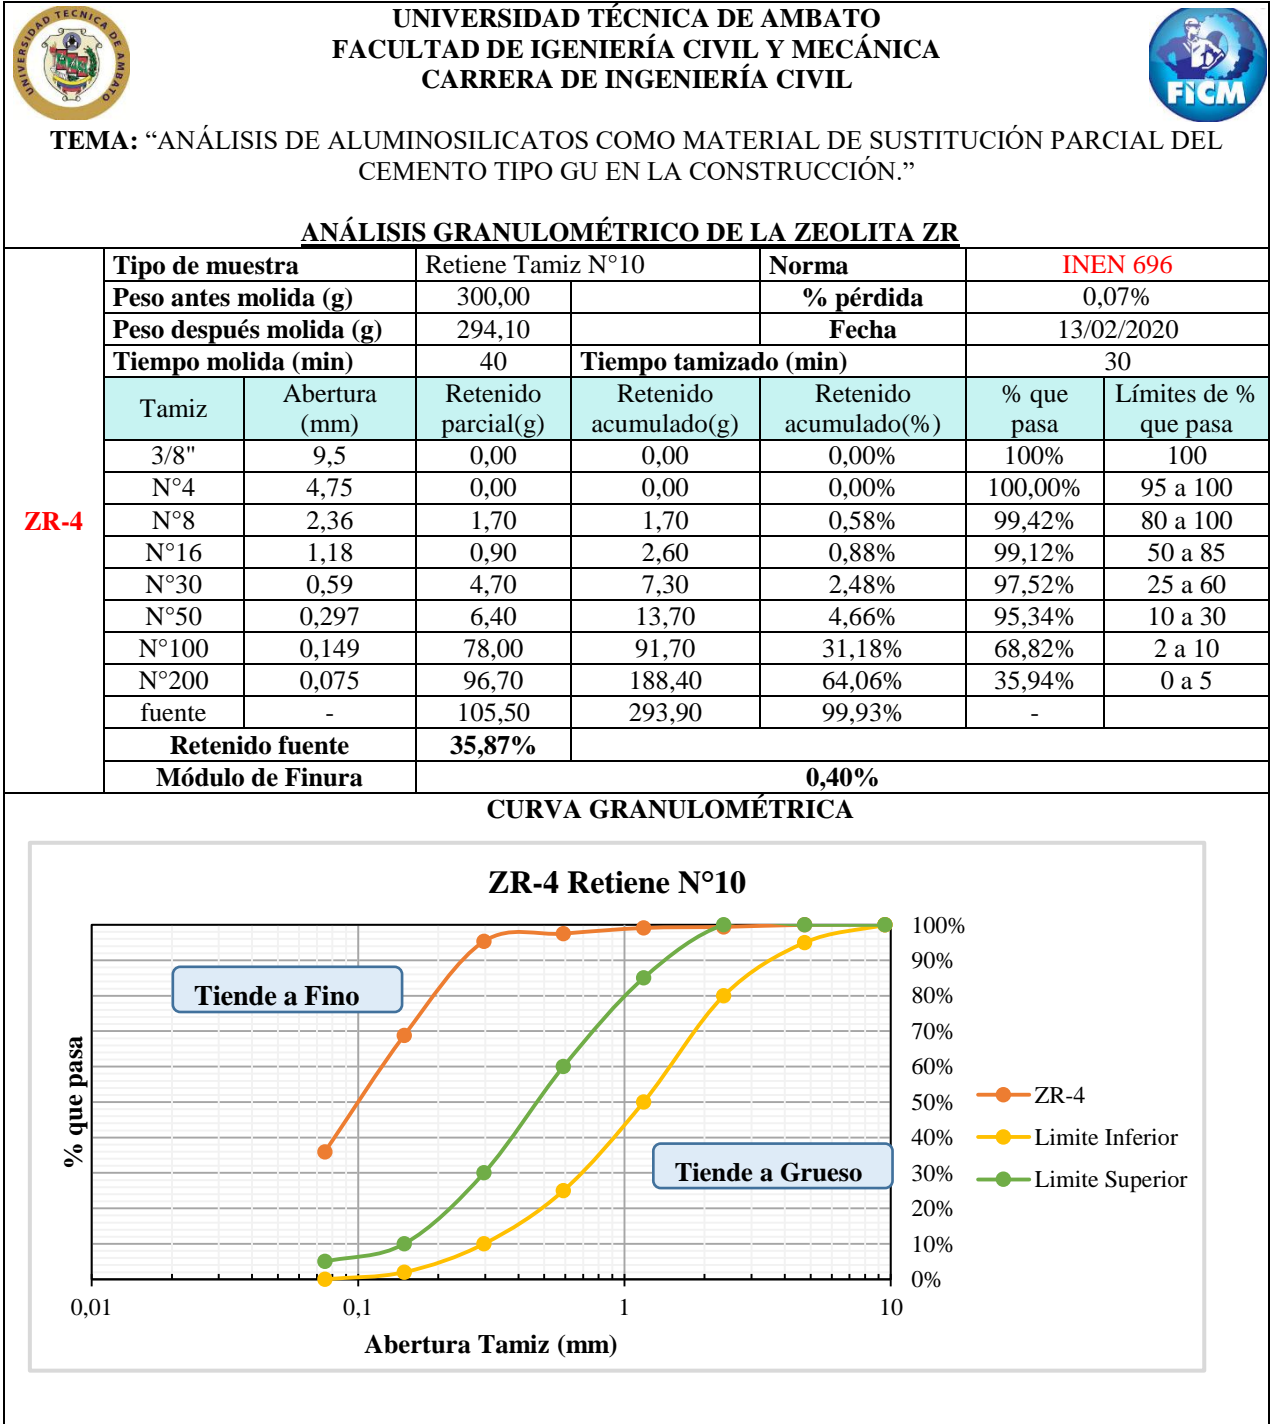 UNIVERSIDAD TÉCNICA DE AMBATO
FACULTAD DE IGENIERÍA CIVIL Y MECÁNICA
CARRERA DE INGENIERÍA CIVIL
UNIVERSIDAD TECNICA DE AMBATO
FICM
TEMA: “ANÁLISIS DE ALUMINOSILICATOS COMO MATERIAL DE SUSTITUCIÓN PARCIAL DEL
CEMENTO TIPO GU EN LA CONSTRUCCIÓN.”
ANÁLISIS GRANULOMÉTRICO DE LA ZEOLITA ZR
ZR-4
Tipo de muestra Retiene Tamiz N°10 Norma INEN 696
Peso antes molida (g) 300,00 % pérdida 0,07%
Peso después molida (g) 294,10 Fecha 13/02/2020
Tiempo molida (min) 40 Tiempo tamizado (min) 30
Tamiz Abertura (mm) Retenido parcial(g) Retenido acumulado(g) Retenido acumulado(%) % que pasa Límites de % que pasa
3/8" 9,5 0,00 0,00 0,00% 100% 100
N°4 4,75 0,00 0,00 0,00% 100,00% 95 a 100
N°8 2,36 1,70 1,70 0,58% 99,42% 80 a 100
N°16 1,18 0,90 2,60 0,88% 99,12% 50 a 85
N°30 0,59 4,70 7,30 2,48% 97,52% 25 a 60
N°50 0,297 6,40 13,70 4,66% 95,34% 10 a 30
N°100 0,149 78,00 91,70 31,18% 68,82% 2 a 10
N°200 0,075 96,70 188,40 64,06% 35,94% 0 a 5
fuente - 105,50 293,90 99,93% -
Retenido fuente 35,87%
Módulo de Finura 0,40%
CURVA GRANULOMÉTRICA
ZR-4 Retiene N°10
% que pasa
Tiende a Fino
Tiende a Grueso
100%
90%
80%
70%
60%
50%
40%
30%
20%
10%
0%
ZR-4
Limite Inferior
Limite Superior
0,01 0,1 1 10
Abertura Tamiz (mm)